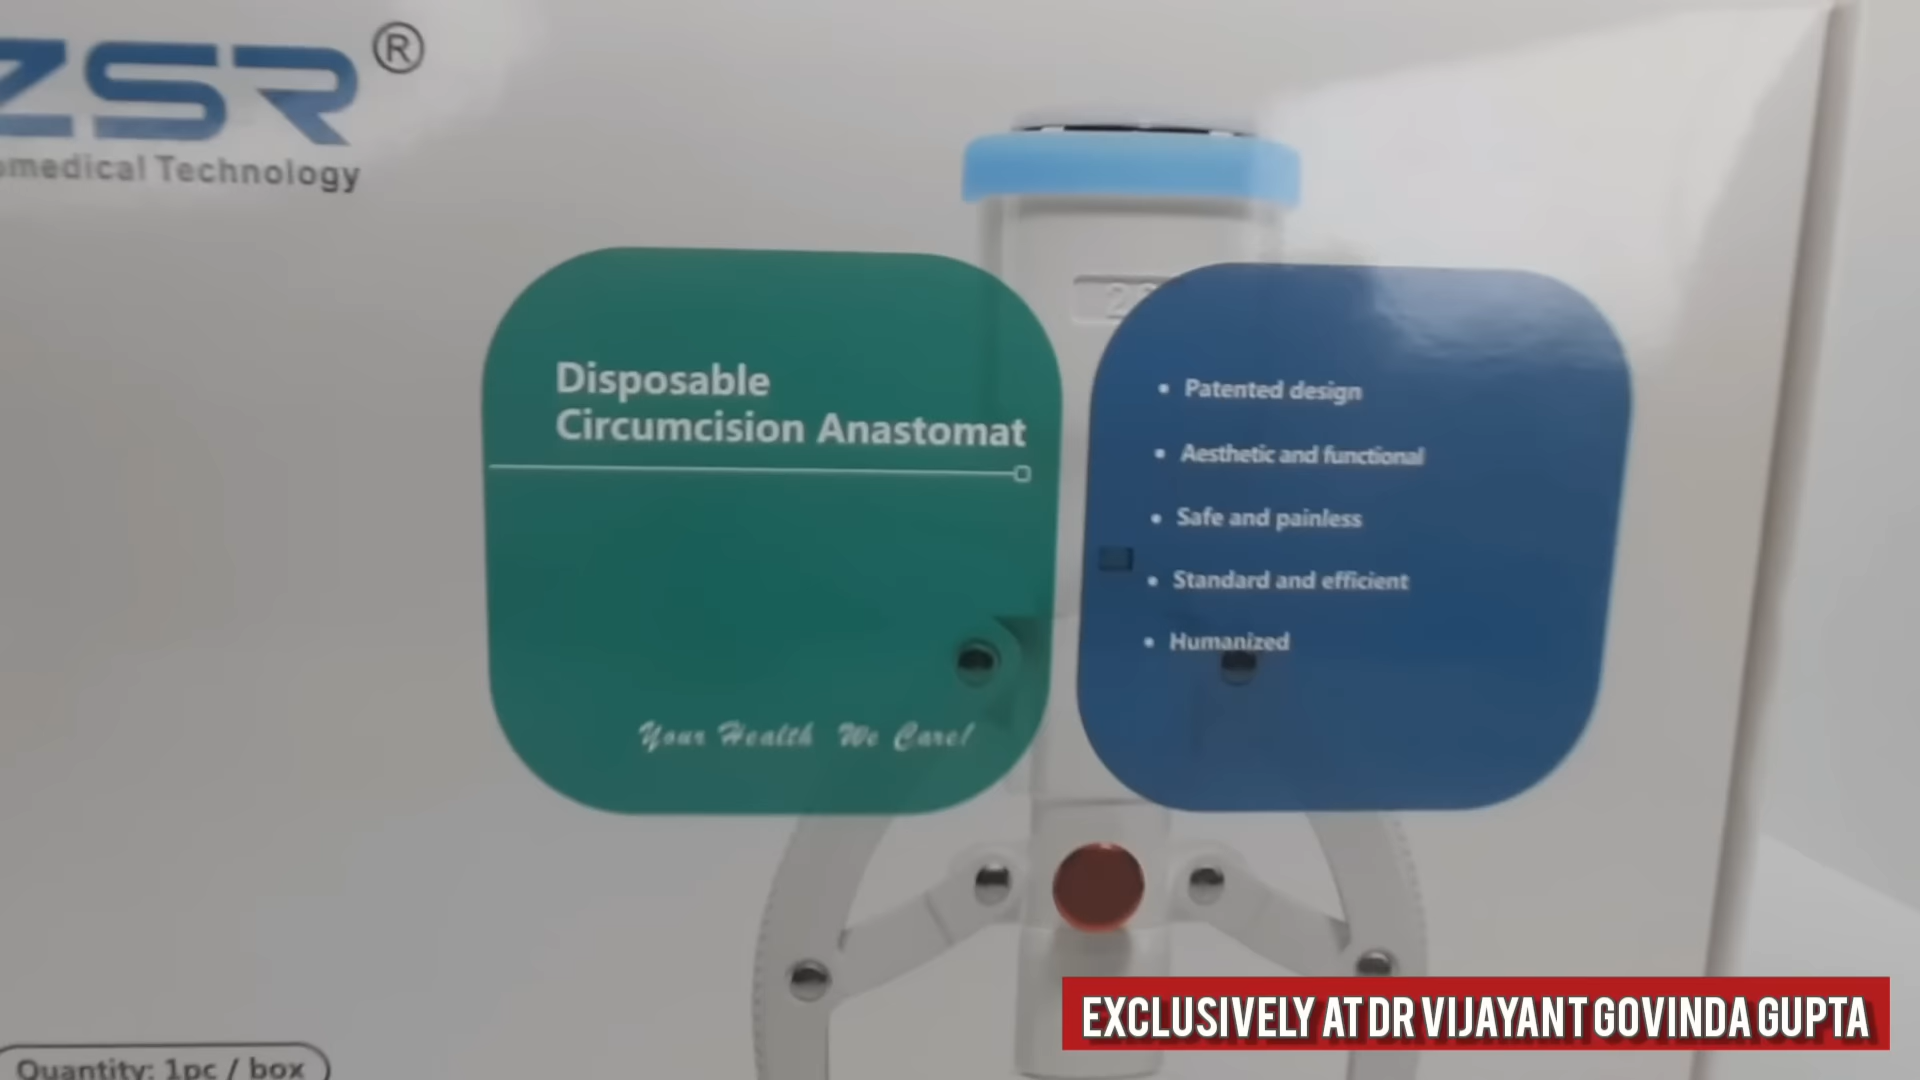 ZSR®
omedical Technology
Disposable
Circumcision Anastomat
Your Health We Care!
• Patented design
• Aesthetic and functional
• Safe and painless
• Standard and efficient
• Humanized
Quantity: 1pc / box
EXCLUSIVELY AT DR VIJAYANT GOVINDA GUPTA